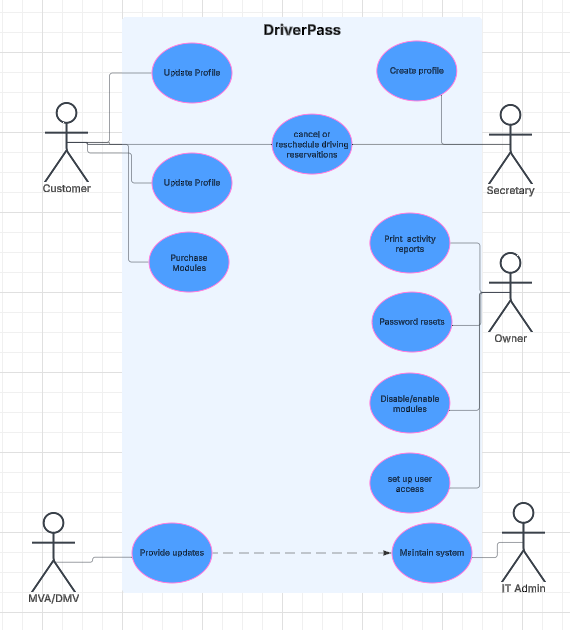 DriverPass
Update Profile
Create profile
cancel or
reschedule driving
reservaitions
Customer
Secretary
Update Profile
Purchase
Modules
Print activity
reports
Password resets
Owner
Disable/enable
modules
set up user
access
Provide updates
Maintain system
MVA/DMV
IT Admin